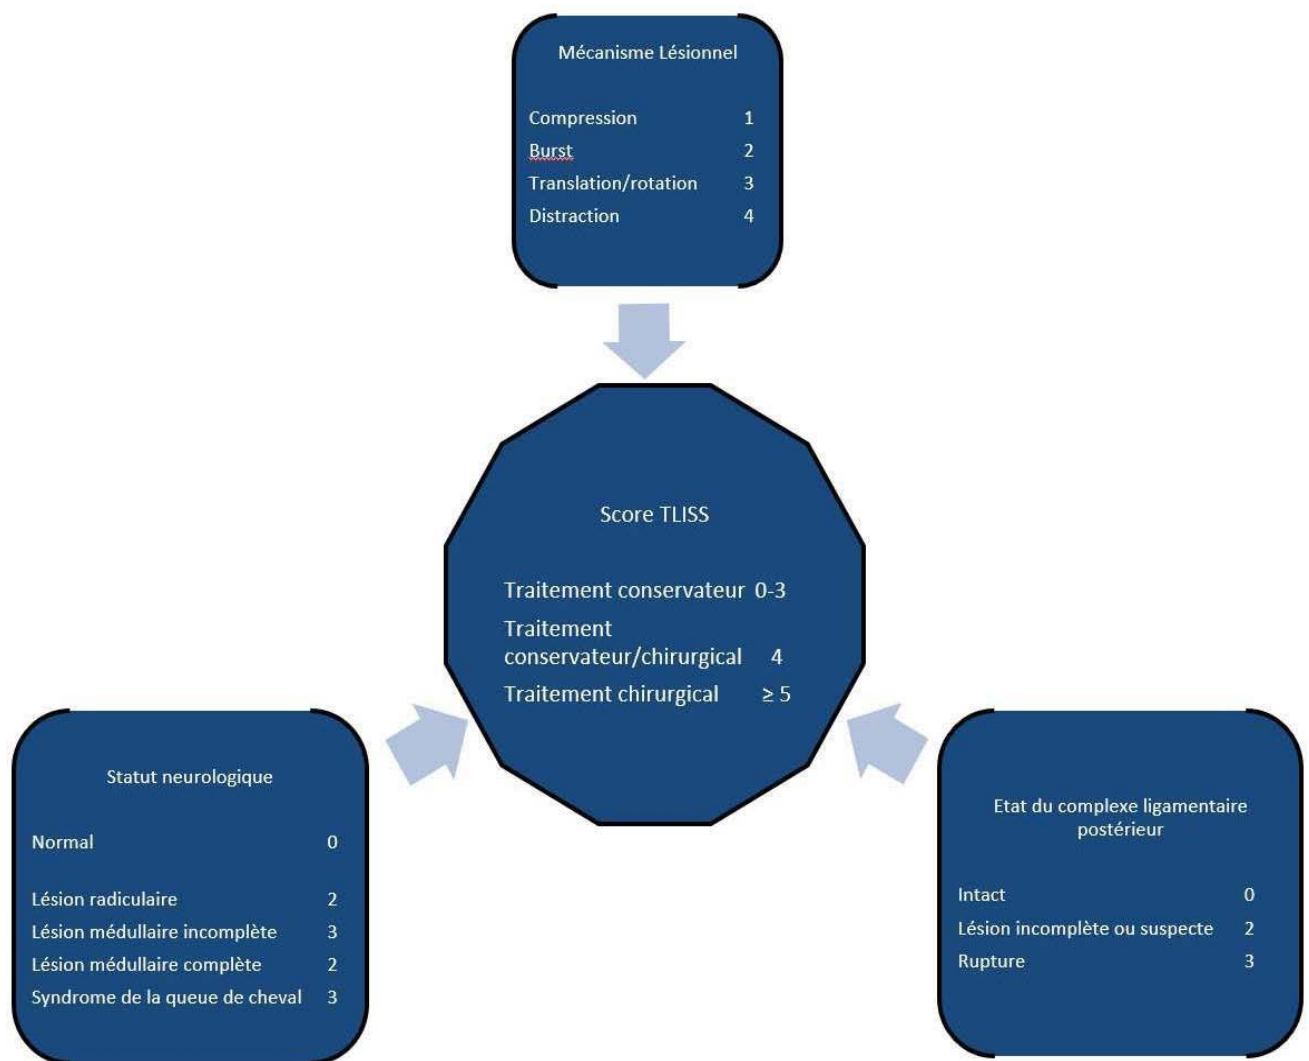 Mécanisme Lésionnel
Compression 1
Burst 2
Translation/rotation 3
Distraction 4
Score TLISS
Traitement conservateur 0-3
Traitement
conservateur/chirurgical 4
Traitement chirurgical ≥ 5
Statut neurologique
Normal 0
Lésion radiculaire 2
Lésion médullaire incomplète 3
Lésion médullaire complète 2
Syndrome de la queue de cheval 3
Etat du complexe ligamentaire
postérieur
Intact 0
Lésion incomplète ou suspecte 2
Rupture 3